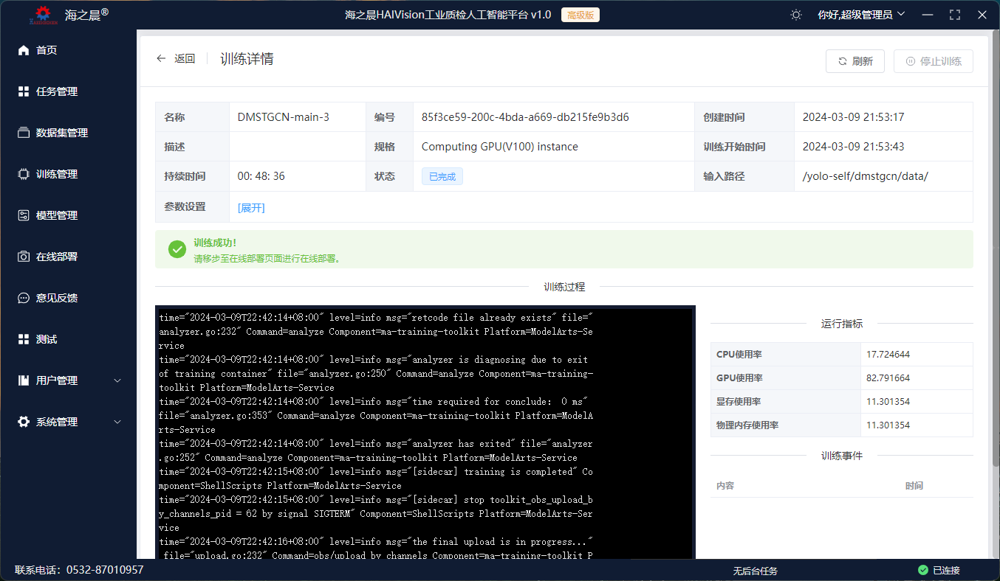 海之晨®
海之晨HAIVision工业质检人工智能平台 v1.0
高级版
你好,超级管理员
首页
任务管理
数据集管理
训练管理
模型管理
在线部署
意见反馈
测试
用户管理
系统管理
返回
训练详情
刷新
停止训练
名称 DMSTGCN-main-3 编号 85f3ce59-200c-4bda-a669-db215fe9b3d6 创建时间 2024-03-09 21:53:17
描述 规格 Computing GPU(V100) instance 训练开始时间 2024-03-09 21:53:43
持续时间 00: 48: 36 状态 已完成 输入路径 /yolo-self/dmstgcn/data/
参数设置 [展开]
训练成功!
请移步至在线部署页面进行在线部署。
训练过程
time="2024-03-09T22:42:14+08:00" level=info msg="retcode file already exists" file="
analyzer.go:232" Command=analyze Component=ma-training-toolkit Platform=ModelArts-Se
rvice
time="2024-03-09T22:42:14+08:00" level=info msg="analyzer is diagnosing due to exit
of training container" file="analyzer.go:250" Command=analyze Component=ma-training-
toolkit Platform=ModelArts-Service
time="2024-03-09T22:42:14+08:00" level=info msg="time required for conclude: 0 ms"
file="analyzer.go:353" Command=analyze Component=ma-training-toolkit Platform=ModelA
rts-Service
time="2024-03-09T22:42:14+08:00" level=info msg="analyzer has exited" file="analyzer
.go:252" Command=analyze Component=ma-training-toolkit Platform=ModelArts-Service
time="2024-03-09T22:42:15+08:00" level=info msg="[sidecar] training is completed" Co
mponent=ShellScripts Platform=ModelArts-Service
time="2024-03-09T22:42:15+08:00" level=info msg="[sidecar] stop toolkit_obs_upload_b
y_channels_pid = 62 by signal SIGTERM" Component=ShellScripts Platform=ModelArts-Ser
vice
time="2024-03-09T22:42:16+08:00" level=info msg="the final upload is in progress..."
file="upload.go:232" Command=obs/upload_by_channels Component=ma-training-toolkit P
运行指标
CPU使用率 17.724644
GPU使用率 82.791664
显存使用率 11.301354
物理内存使用率 11.301354
训练事件
内容 时间
联系电话：0532-87010957
无后台任务
已连接